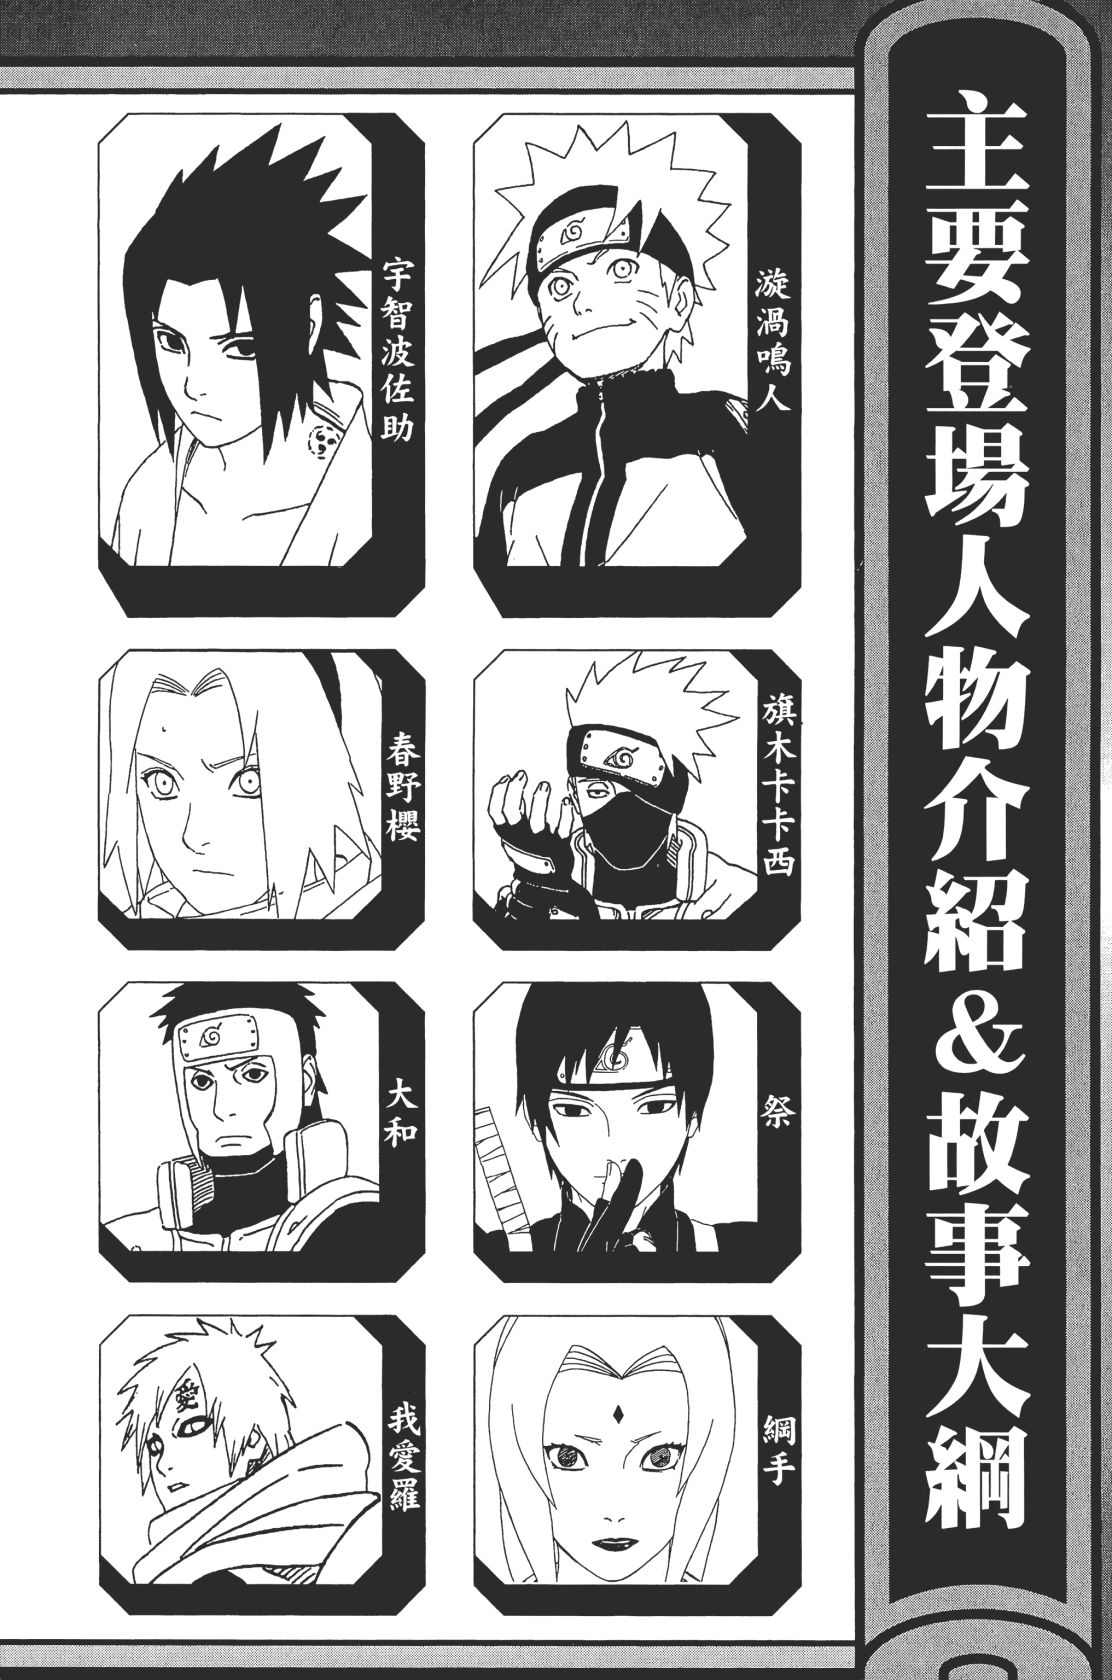 主要登場人物介紹&故事大綱
漩渦鳴人
宇智波佐助
旗木卡卡西
春野櫻
祭
大和
綱手
我愛羅
愛